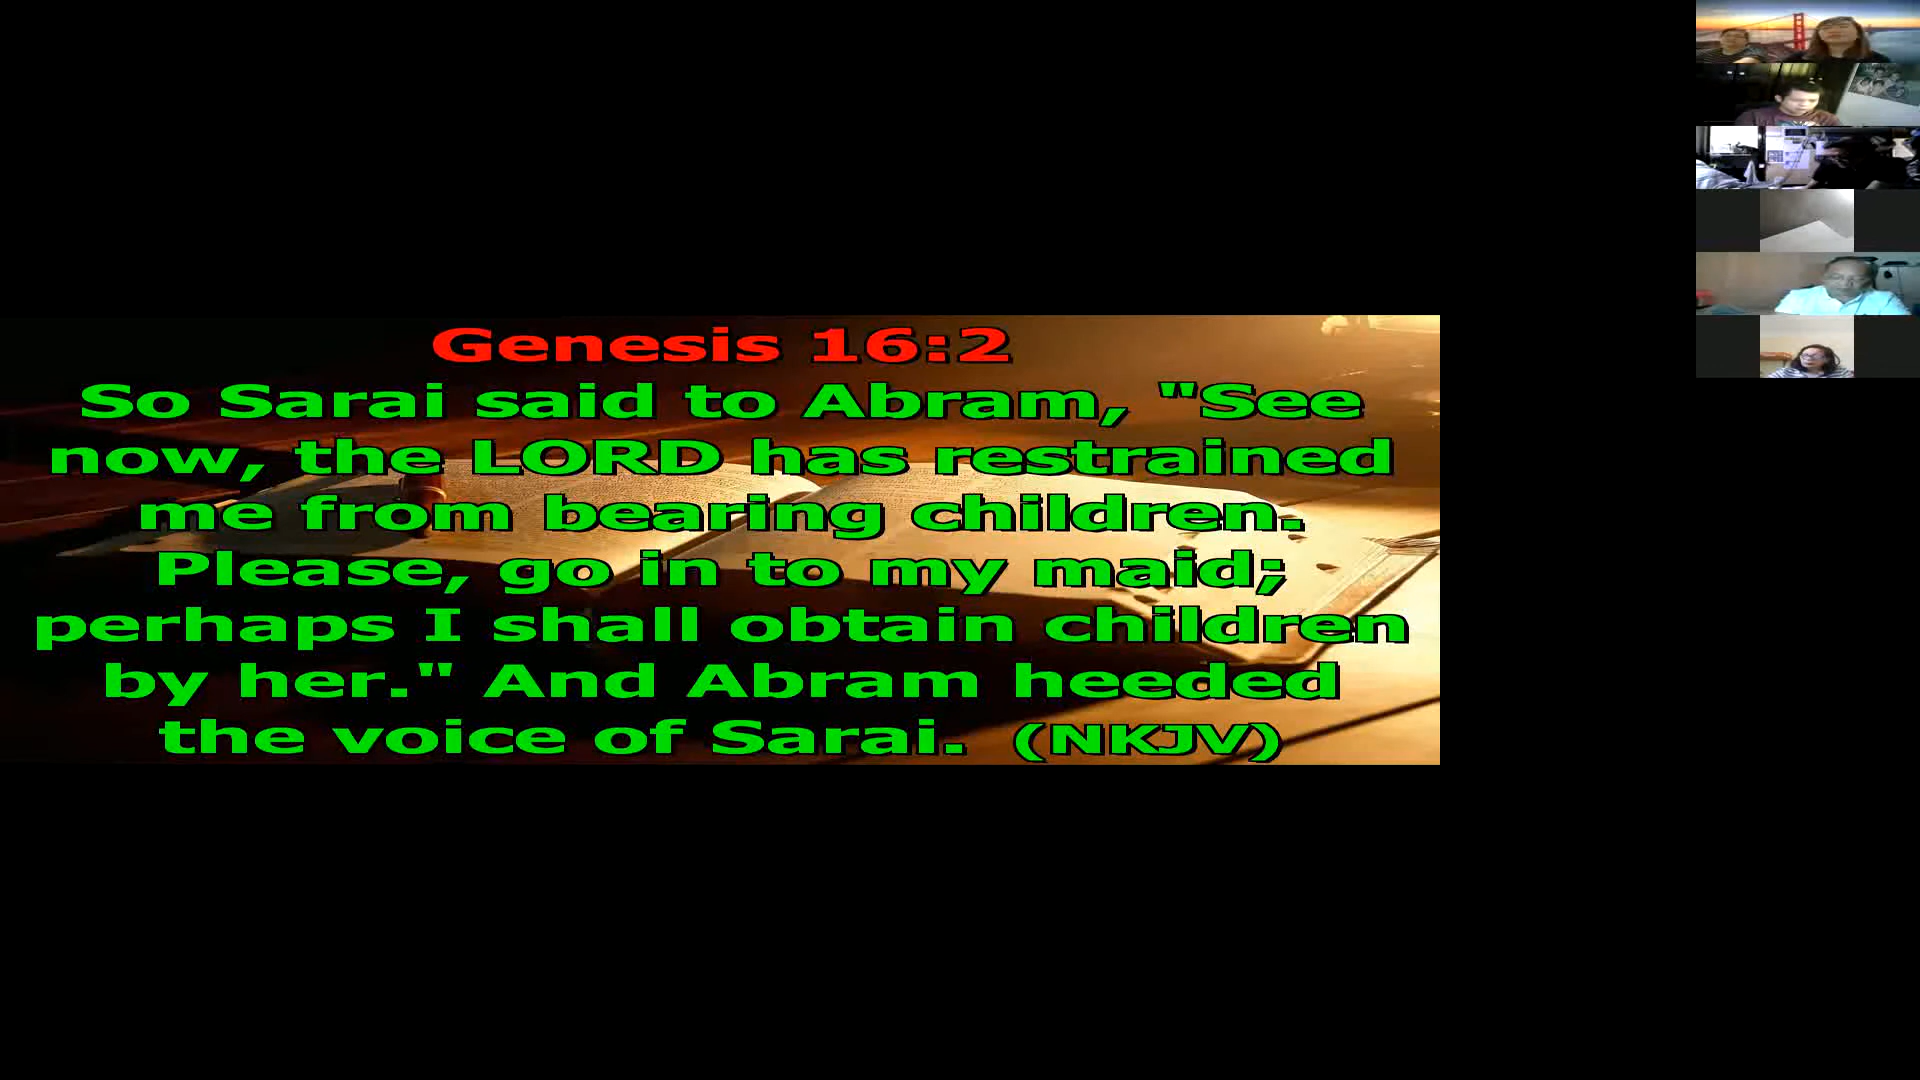 Genesis 16:2
So Sarai said to Abram, "See
now, the LORD has restrained
me from bearing children.
Please, go in to my maid;
perhaps I shall obtain children
by her." And Abram heeded
the voice of Sarai. (NKJV)